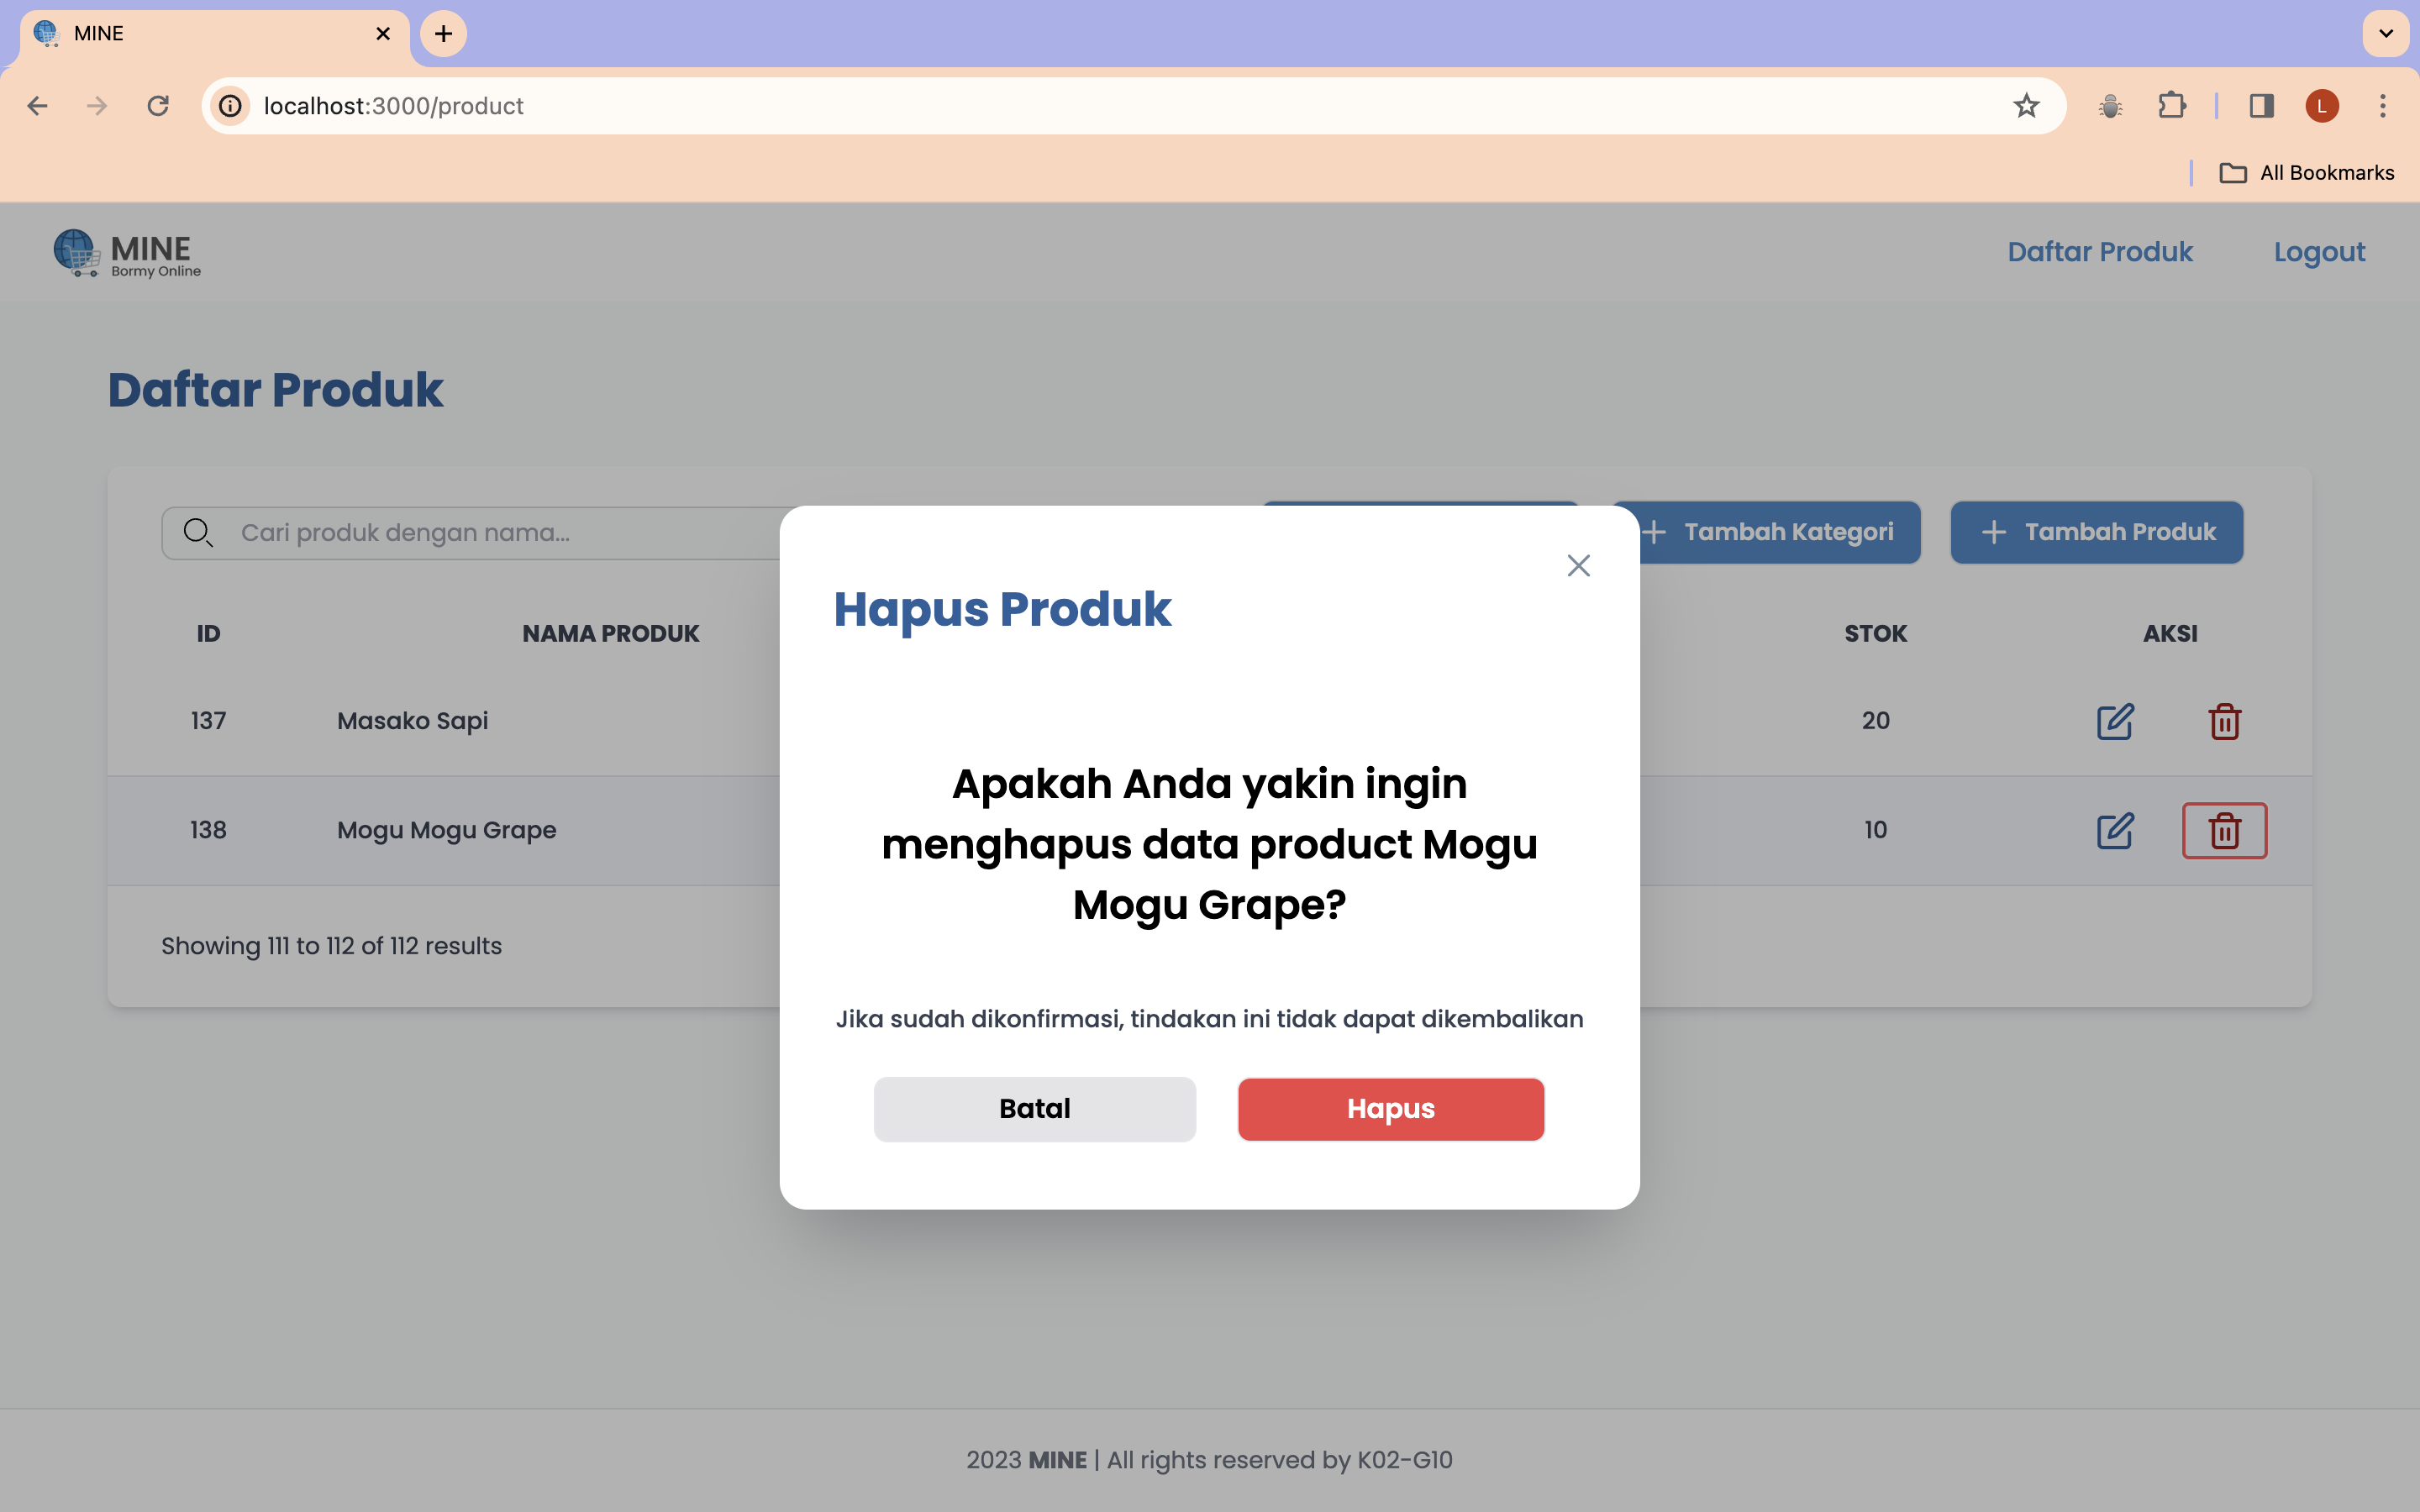 MINE
localhost:3000/product
L
All Bookmarks
MINE
Bormy Online
Daftar Produk
Logout
Daftar Produk
Cari produk dengan nama...
Tambah Kategori
Tambah Produk
ID
NAMA PRODUK
STOK
AKSI
137
Masako Sapi
20
138
Mogu Mogu Grape
10
Showing 111 to 112 of 112 results
Hapus Produk
Apakah Anda yakin ingin
menghapus data product Mogu
Mogu Grape?
Jika sudah dikonfirmasi, tindakan ini tidak dapat dikembalikan
Batal
Hapus
2023 MINE | All rights reserved by K02-G10